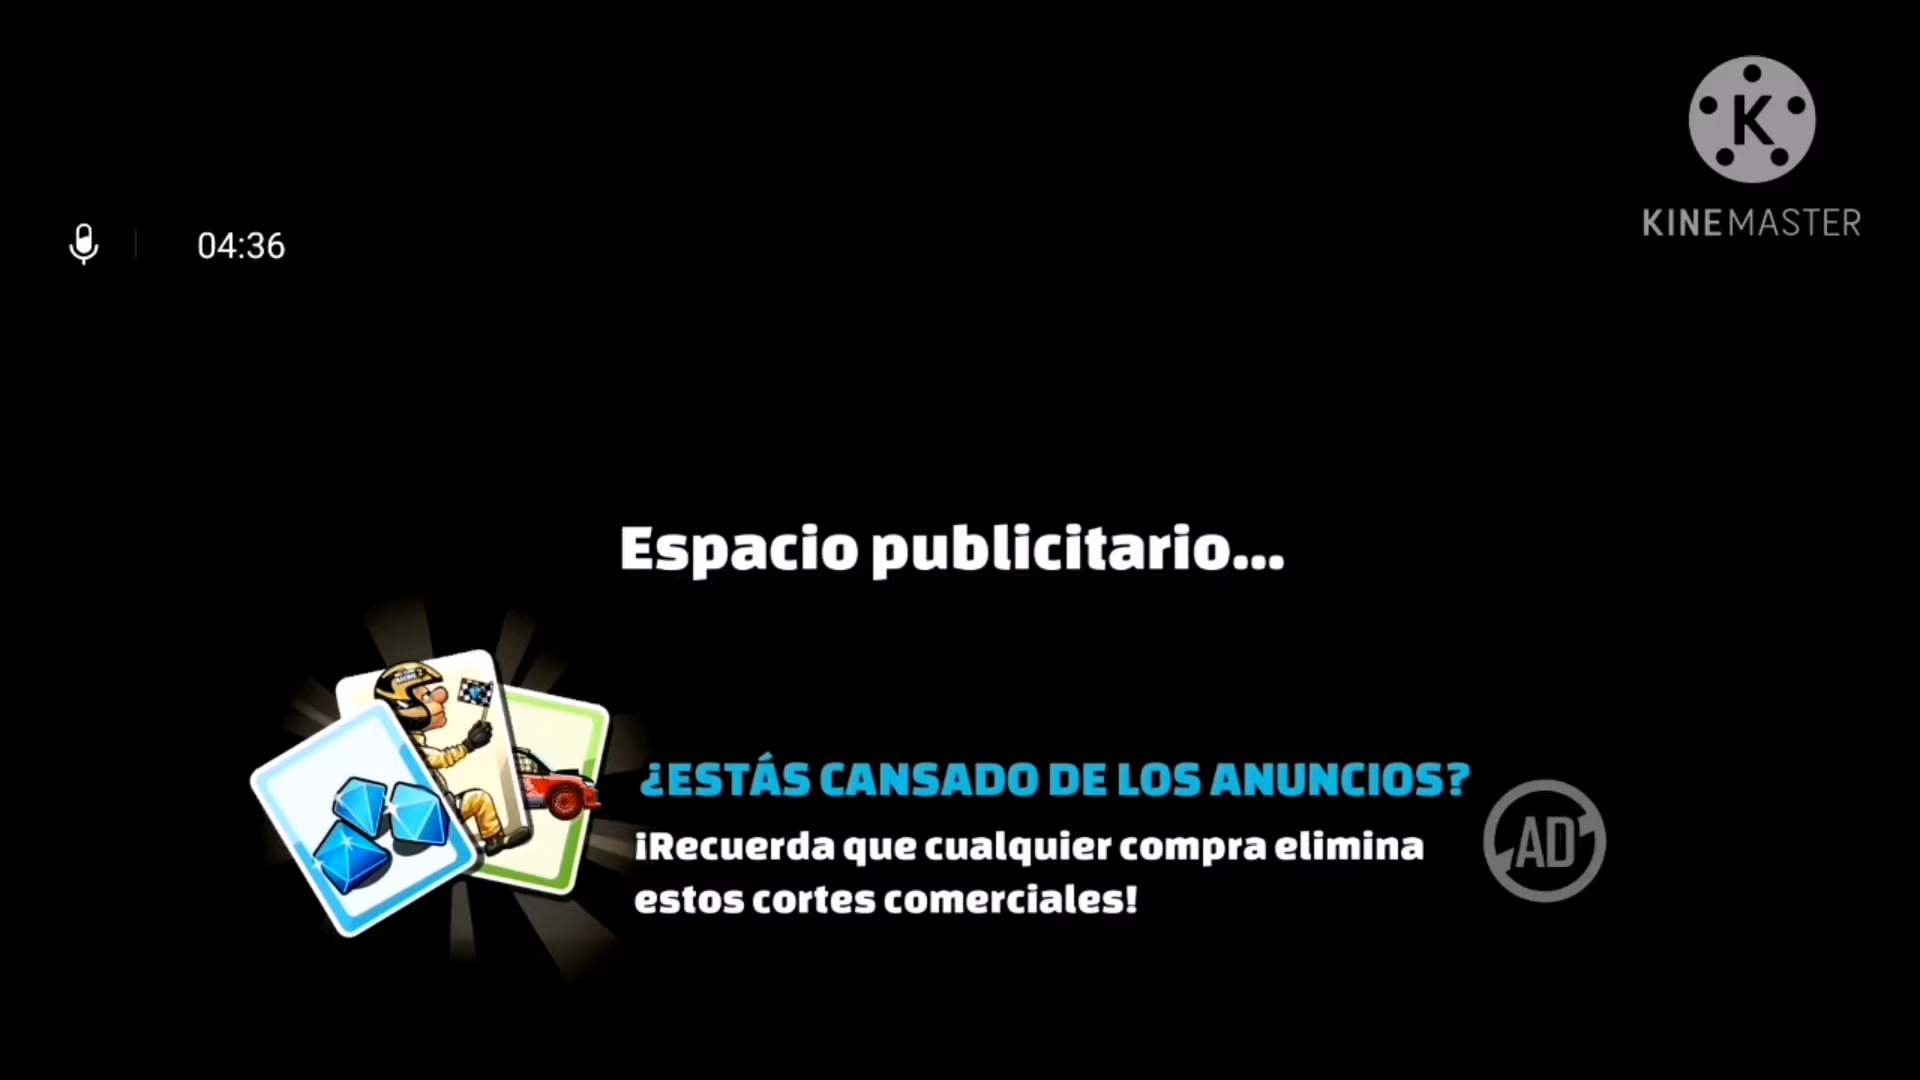 K
KINEMASTER
04:36
Espacio publicitario...
¿ESTÁS CANSADO DE LOS ANUNCIOS?
¡Recuerda que cualquier compra elimina
estos cortes comerciales!
AD